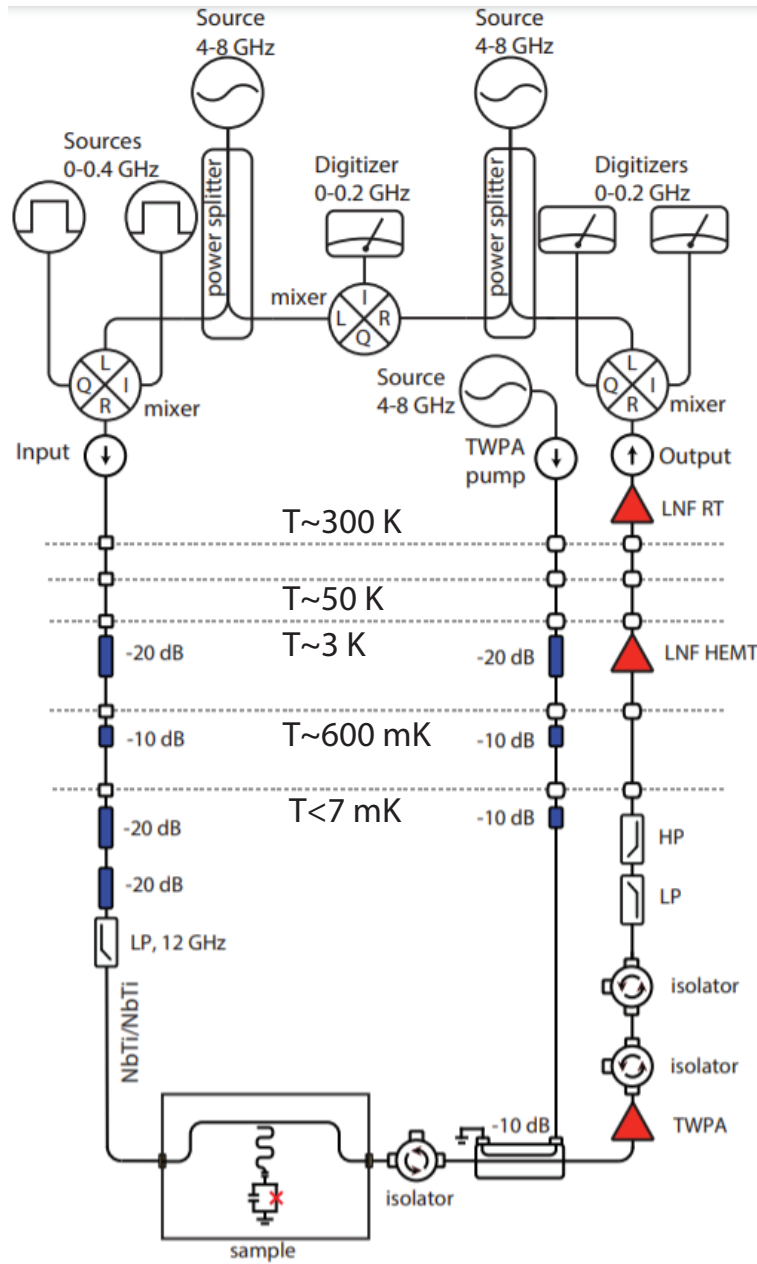 Source
4-8 GHz
Source
4-8 GHz
Sources
0-0.4 GHz
power splitter
Digitizer
0-0.2 GHz
power splitter
Digitizers
0-0.2 GHz
mixer
I
L R
Q
L
Q I
R
mixer
Source
4-8 GHz
L
Q I
R
mixer
Input
TWPA
pump
Output
LNF RT
T~300 K
T~50 K
T~3 K
-20 dB
-20 dB
LNF HEMT
T~600 mK
-10 dB
-10 dB
T<7 mK
-20 dB
-10 dB
HP
-20 dB
LP
LP, 12 GHz
NbTi/NbTi
isolator
isolator
-10 dB
TWPA
isolator
sample